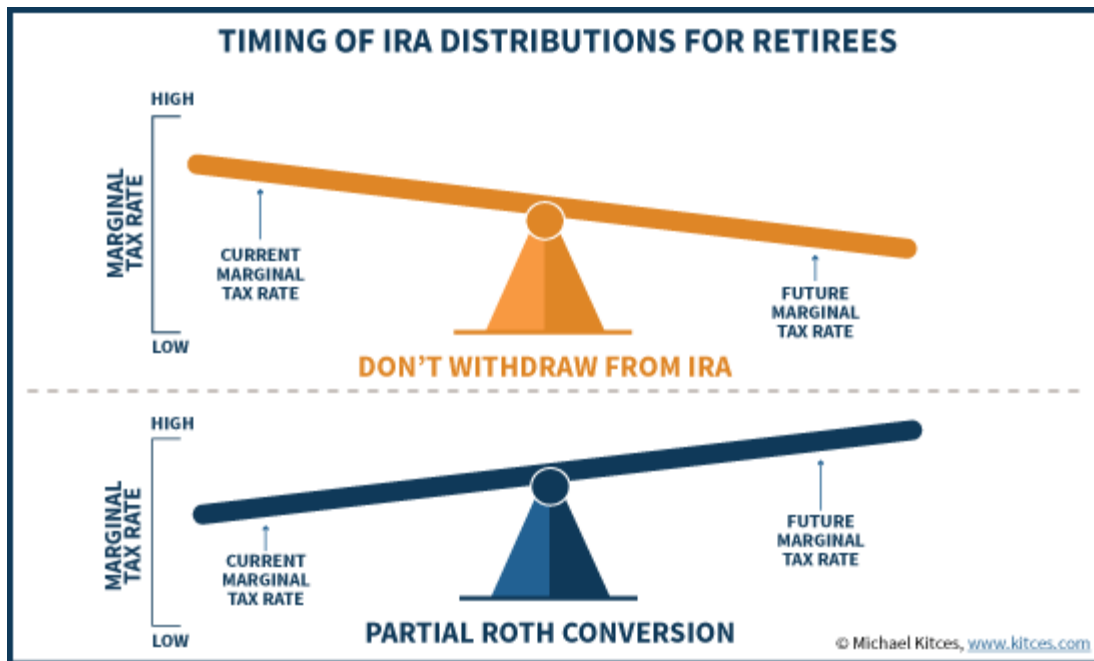 TIMING OF IRA DISTRIBUTIONS FOR RETIREES
HIGH
MARGINAL
TAX RATE
CURRENT
MARGINAL
TAX RATE
FUTURE
MARGINAL
TAX RATE
LOW
DON'T WITHDRAW FROM IRA
HIGH
MARGINAL
TAX RATE
CURRENT
MARGINAL
TAX RATE
FUTURE
MARGINAL
TAX RATE
LOW
PARTIAL ROTH CONVERSION
© Michael Kitces, www.kitces.com